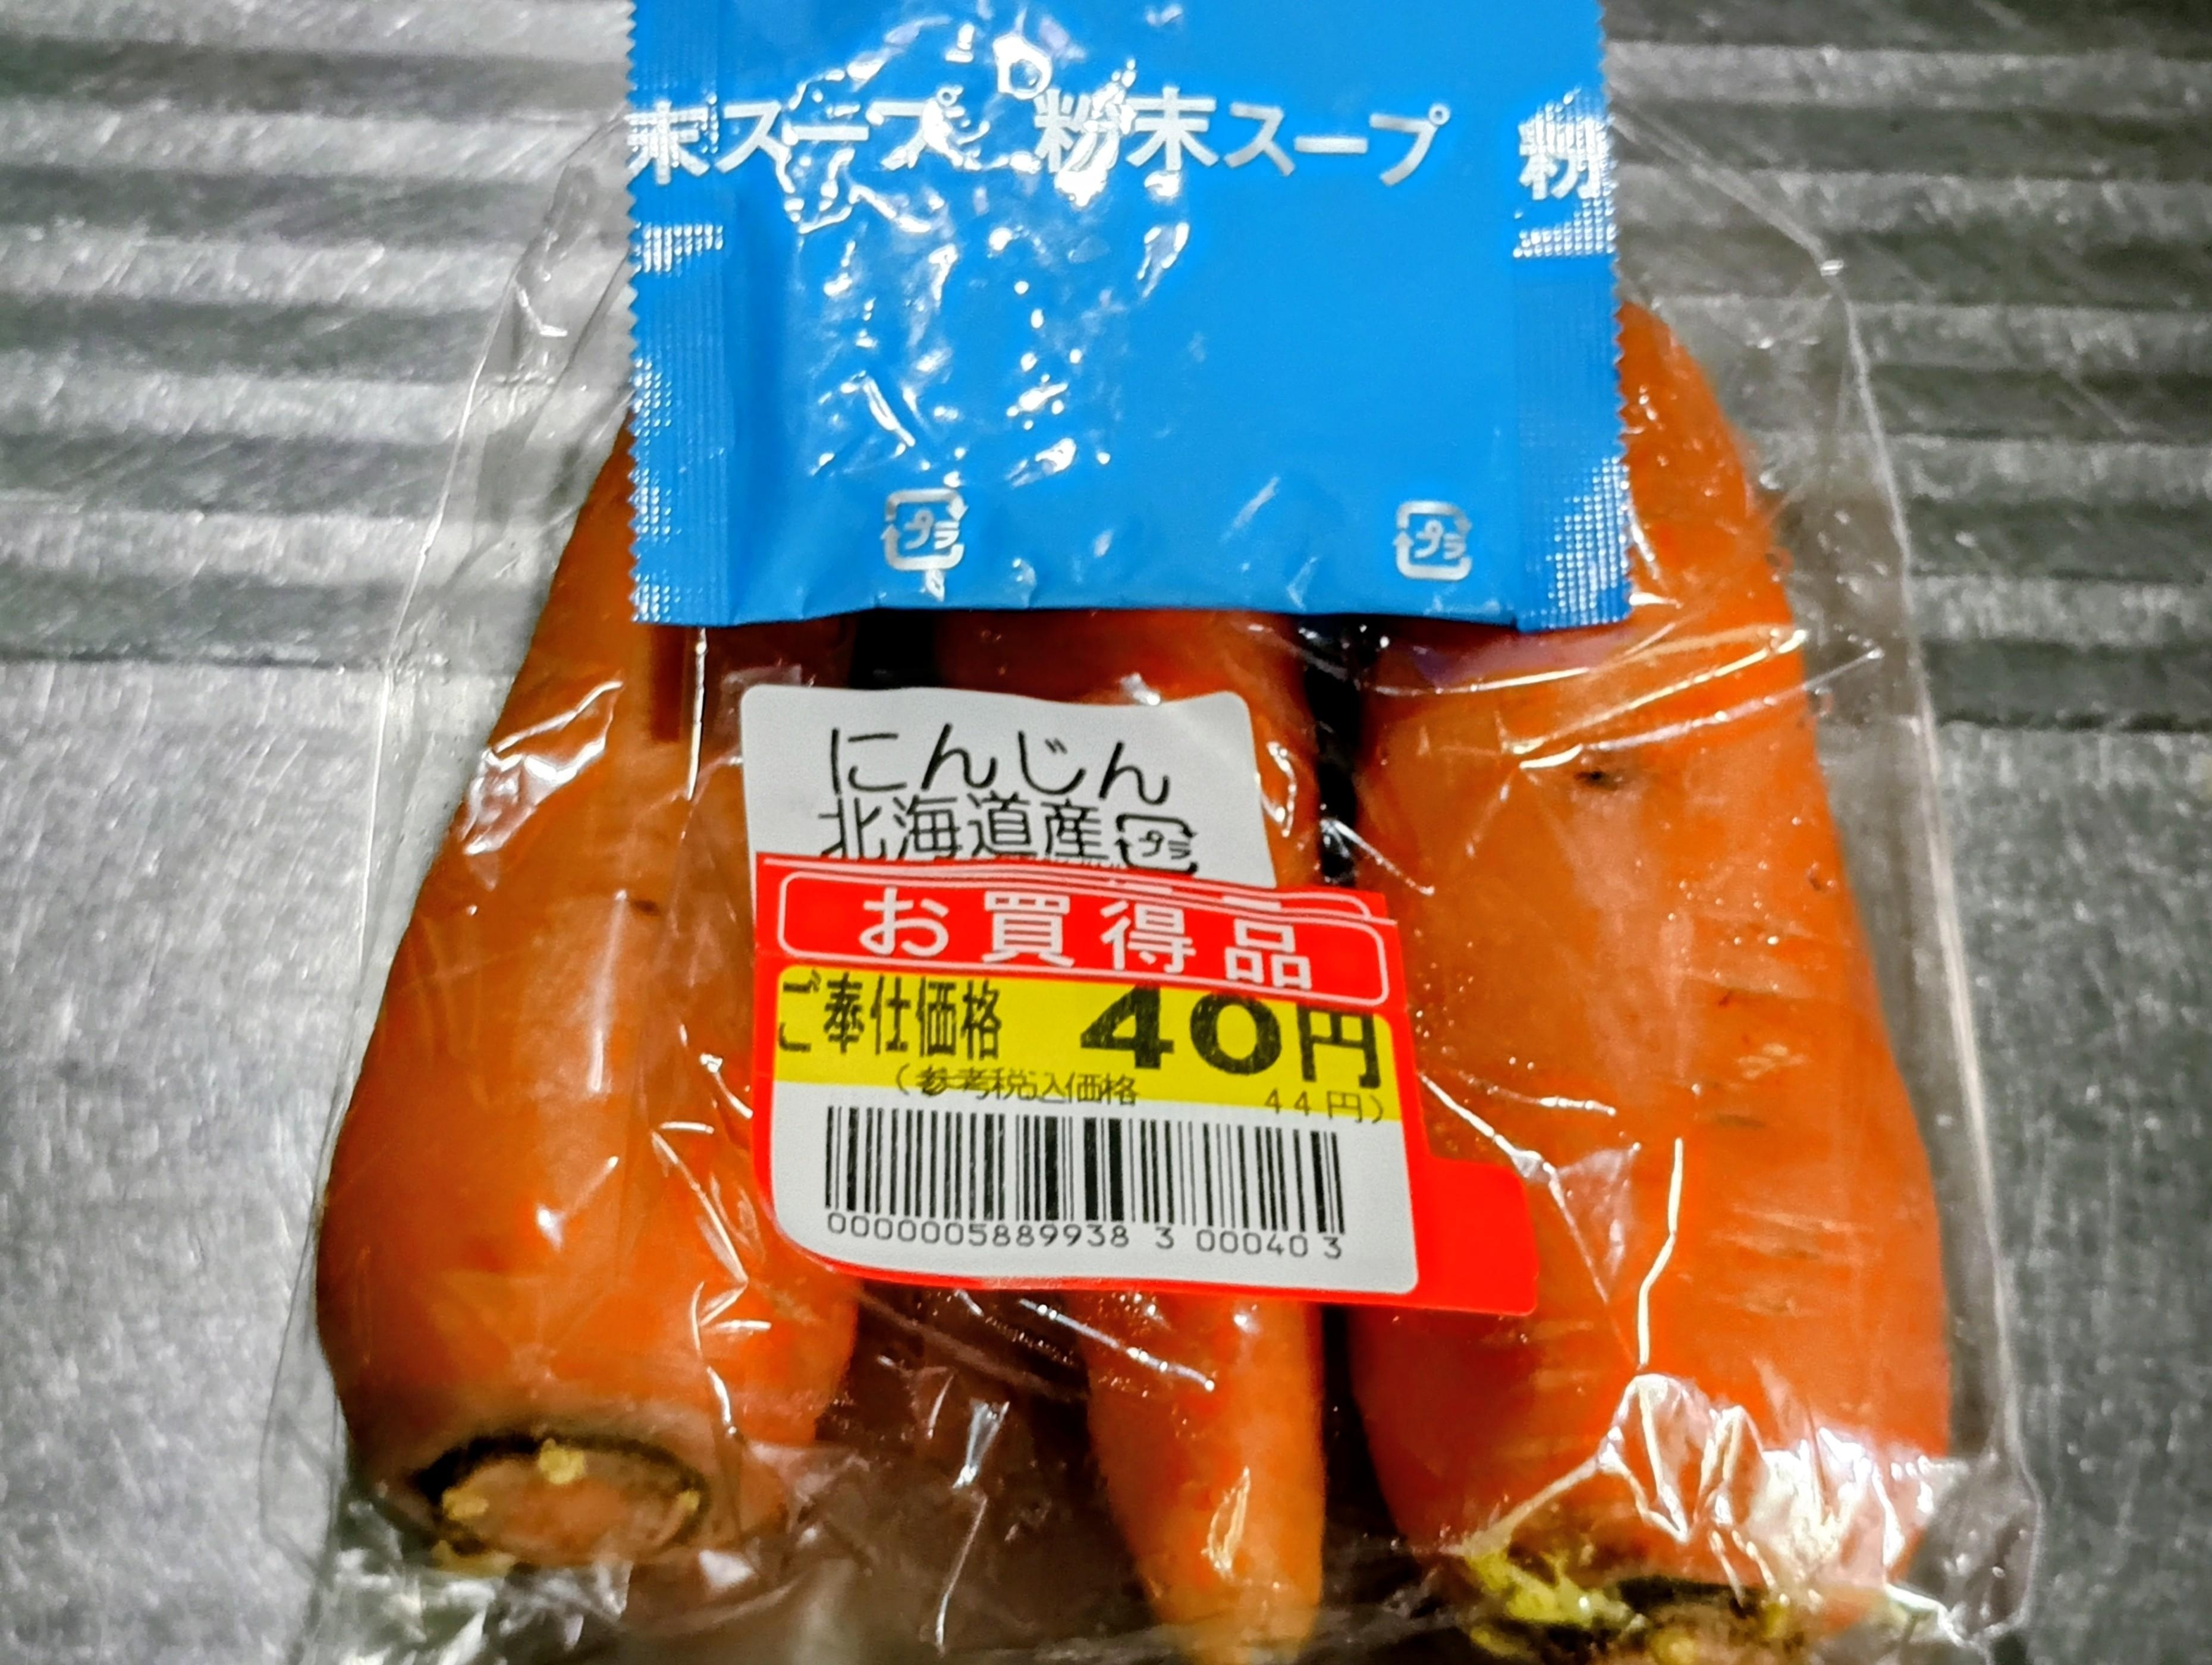 末スープ 粉末スープ 粉
プラ プラ
にんじん
北海道産 プラ
お買得品
ご奉仕価格 40円
(参考税込価格 44円)
0000005889938 3 00040 3